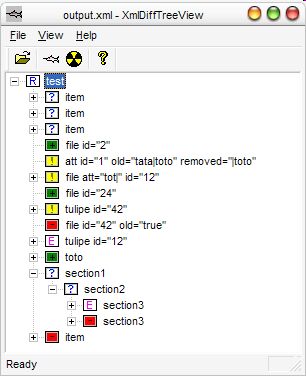 output.xml - XmlDiffTreeView
File View Help
R test
? item
? item
? item
file id="2"
! att id="1" old="tata|toto" removed="|toto"
! file att="tot|" id="12"
file id="24"
! tulipe id="42"
file id="42" old="true"
E tulipe id="12"
toto
? section1
? section2
E section3
section3
item
Ready